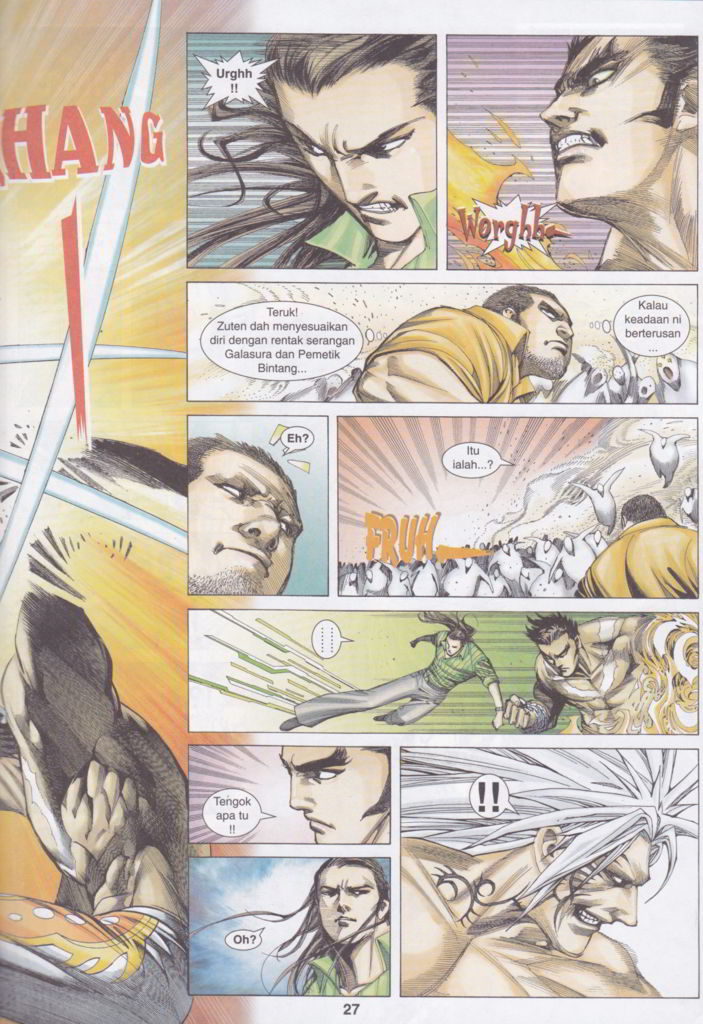 HANG
Urghh
!!
Worghh
Teruk!
Zuten dah menyesuaikan
diri dengan rentak serangan
Galasura dan Pemetik
Bintang...
Kalau
keadaan ni
berterusan
...
Eh?
Itu
ialah...?
FRUH
......
Tengok
apa tu
!!
!!
Oh?
27